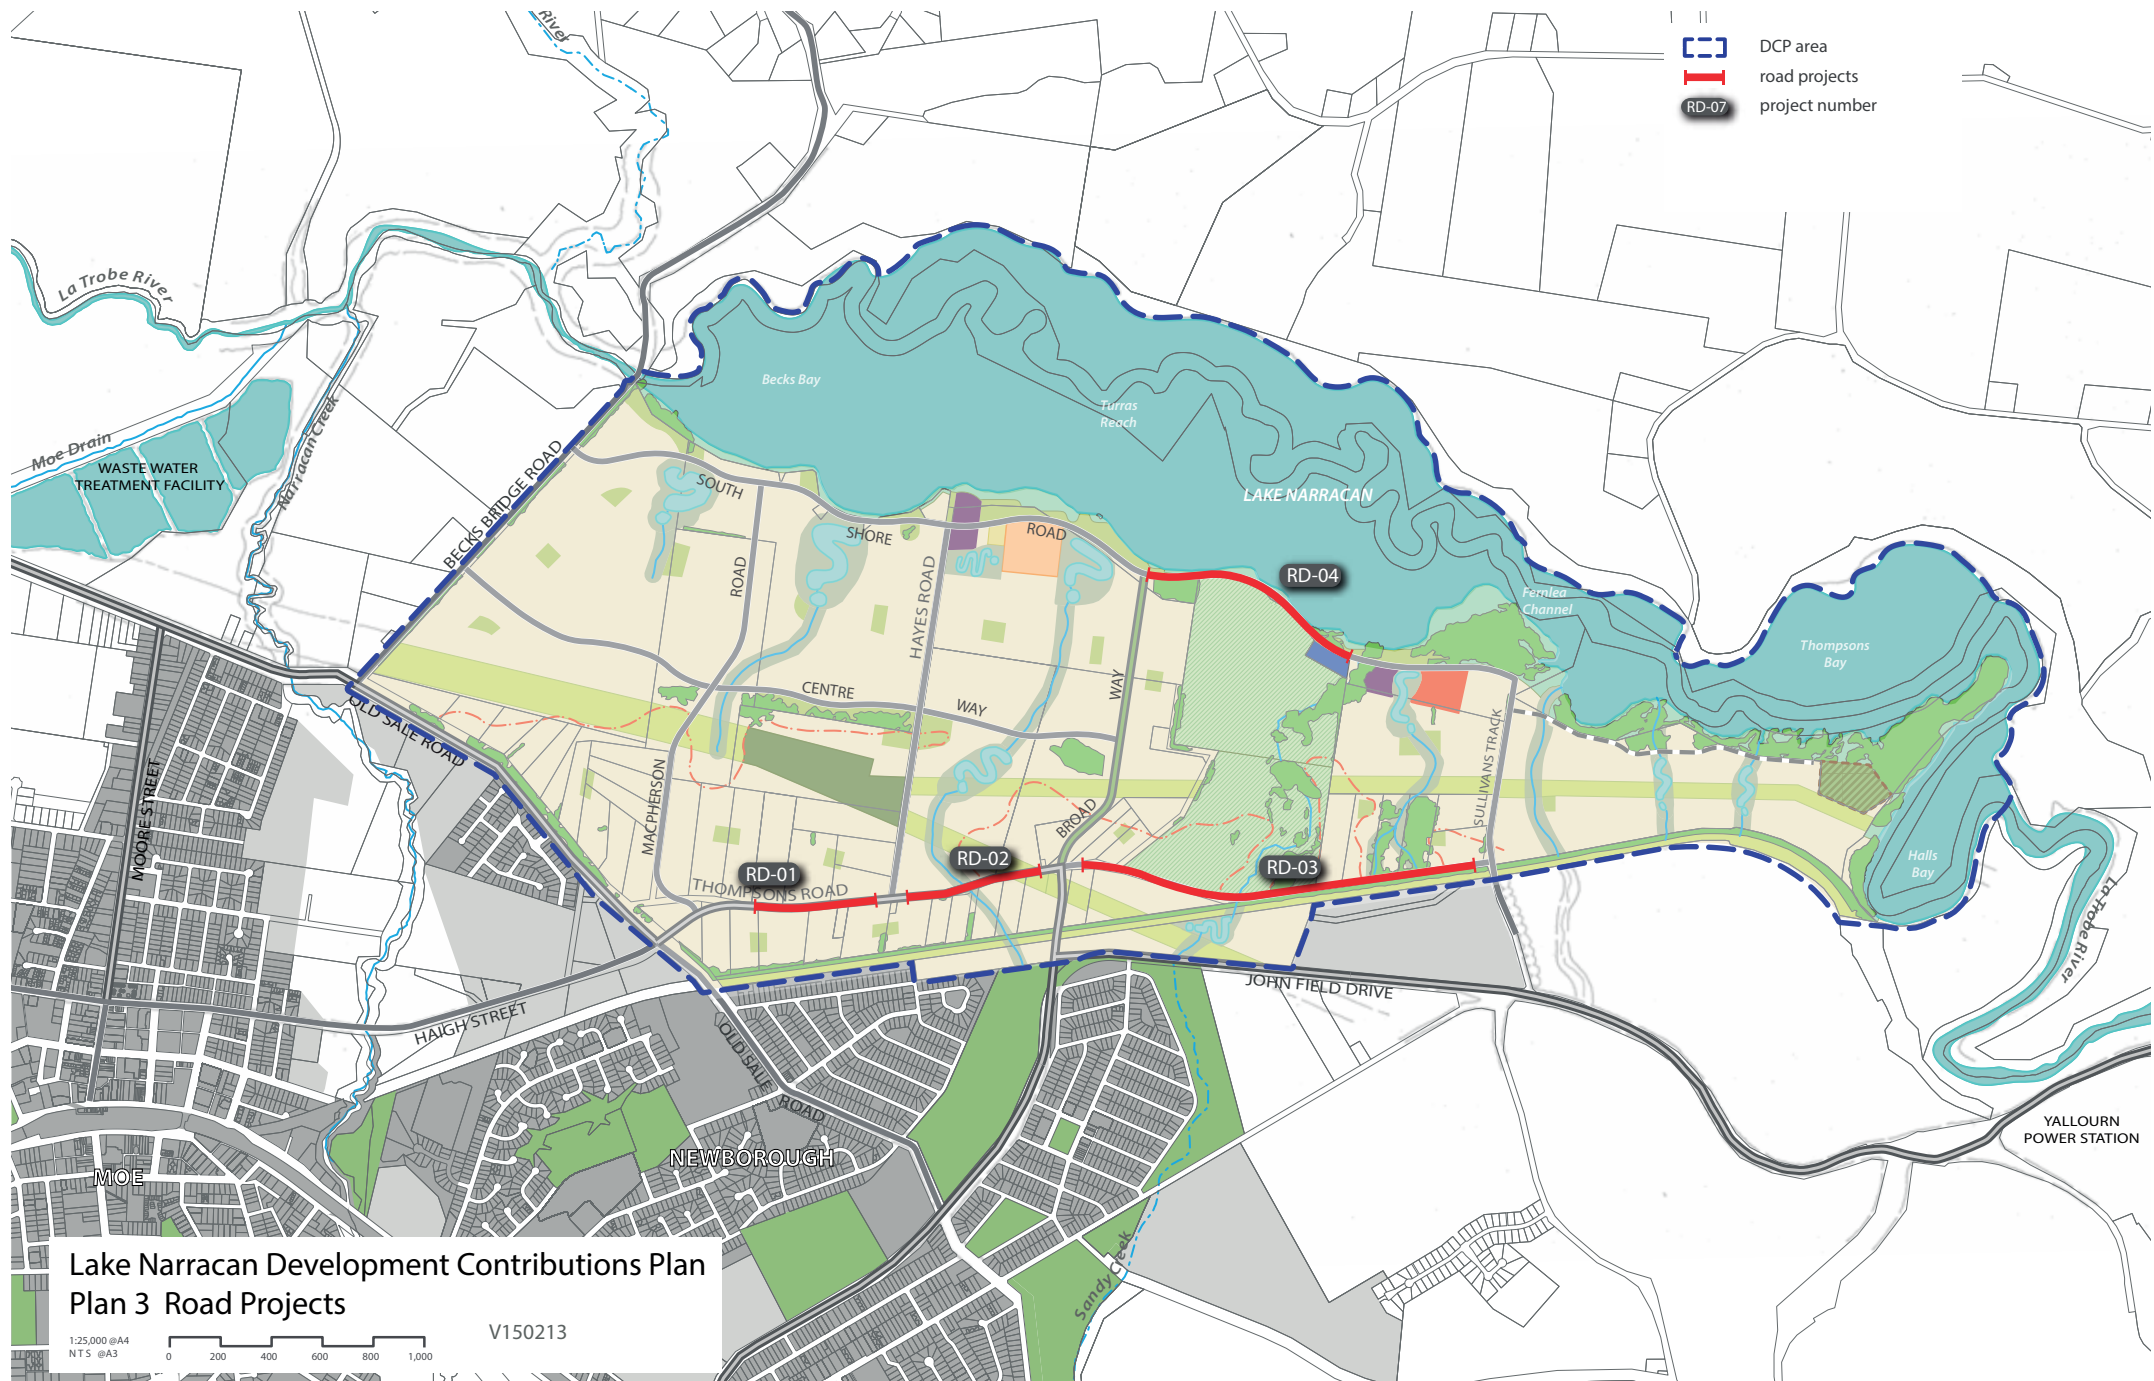 River
DCP area
road projects
RD-07
project number
La Trobe River
Becks Bay
Turras
Reach
Moe Drain
Narracan Creek
WASTE WATER
TREATMENT FACILITY
BECKS BRIDGE ROAD
SOUTH
SHORE
ROAD
LAKE NARRACAN
ROAD
HAYES ROAD
RD-04
Fernlea
Channel
Thompsons
Bay
CENTRE
WAY
WAY
OLD SALE ROAD
MOORE STREET
MACPHERSON
SULLIVANS TRACK
BROAD
RD-01
RD-02
RD-03
THOMPSONS ROAD
Halls
Bay
La Trobe River
HAIGH STREET
JOHN FIELD DRIVE
OLD SALE
ROAD
YALLOURN
POWER STATION
MOE
NEWBOROUGH
Sandy Creek
Lake Narracan Development Contributions Plan
Plan 3 Road Projects
1:25,000 @A4
NTS @A3
0 200 400 600 800 1,000
V150213